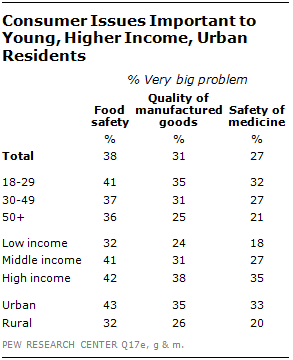 Consumer Issues Important to
Young, Higher Income, Urban
Residents
% Very big problem
Food safety Quality of manufactured goods Safety of medicine
% % %
Total 38 31 27
18-29 41 35 32
30-49 37 31 27
50+ 36 25 21
Low income 32 24 18
Middle income 41 31 27
High income 42 38 35
Urban 43 35 33
Rural 32 26 20
PEW RESEARCH CENTER Q17e, g & m.